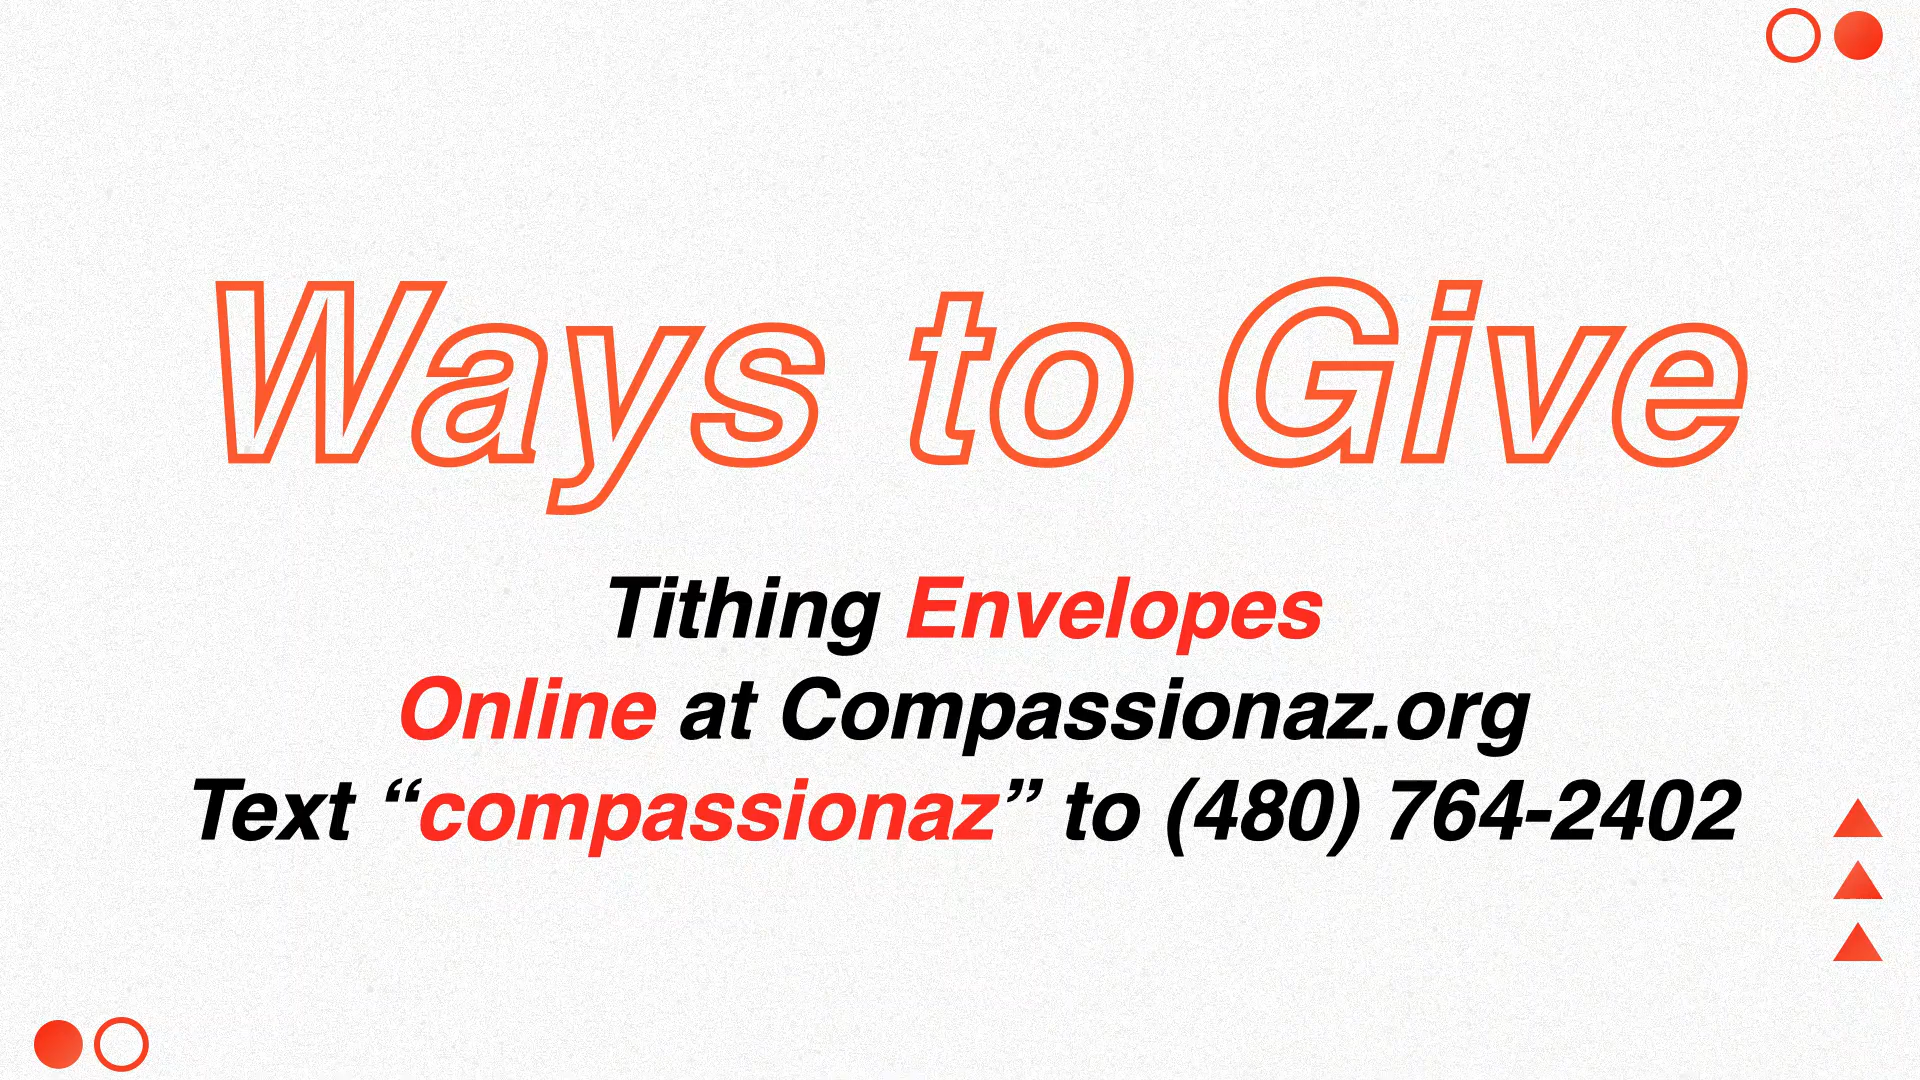 Ways to Give
Tithing Envelopes
Online at Compassionaz.org
Text “compassionaz” to (480) 764-2402